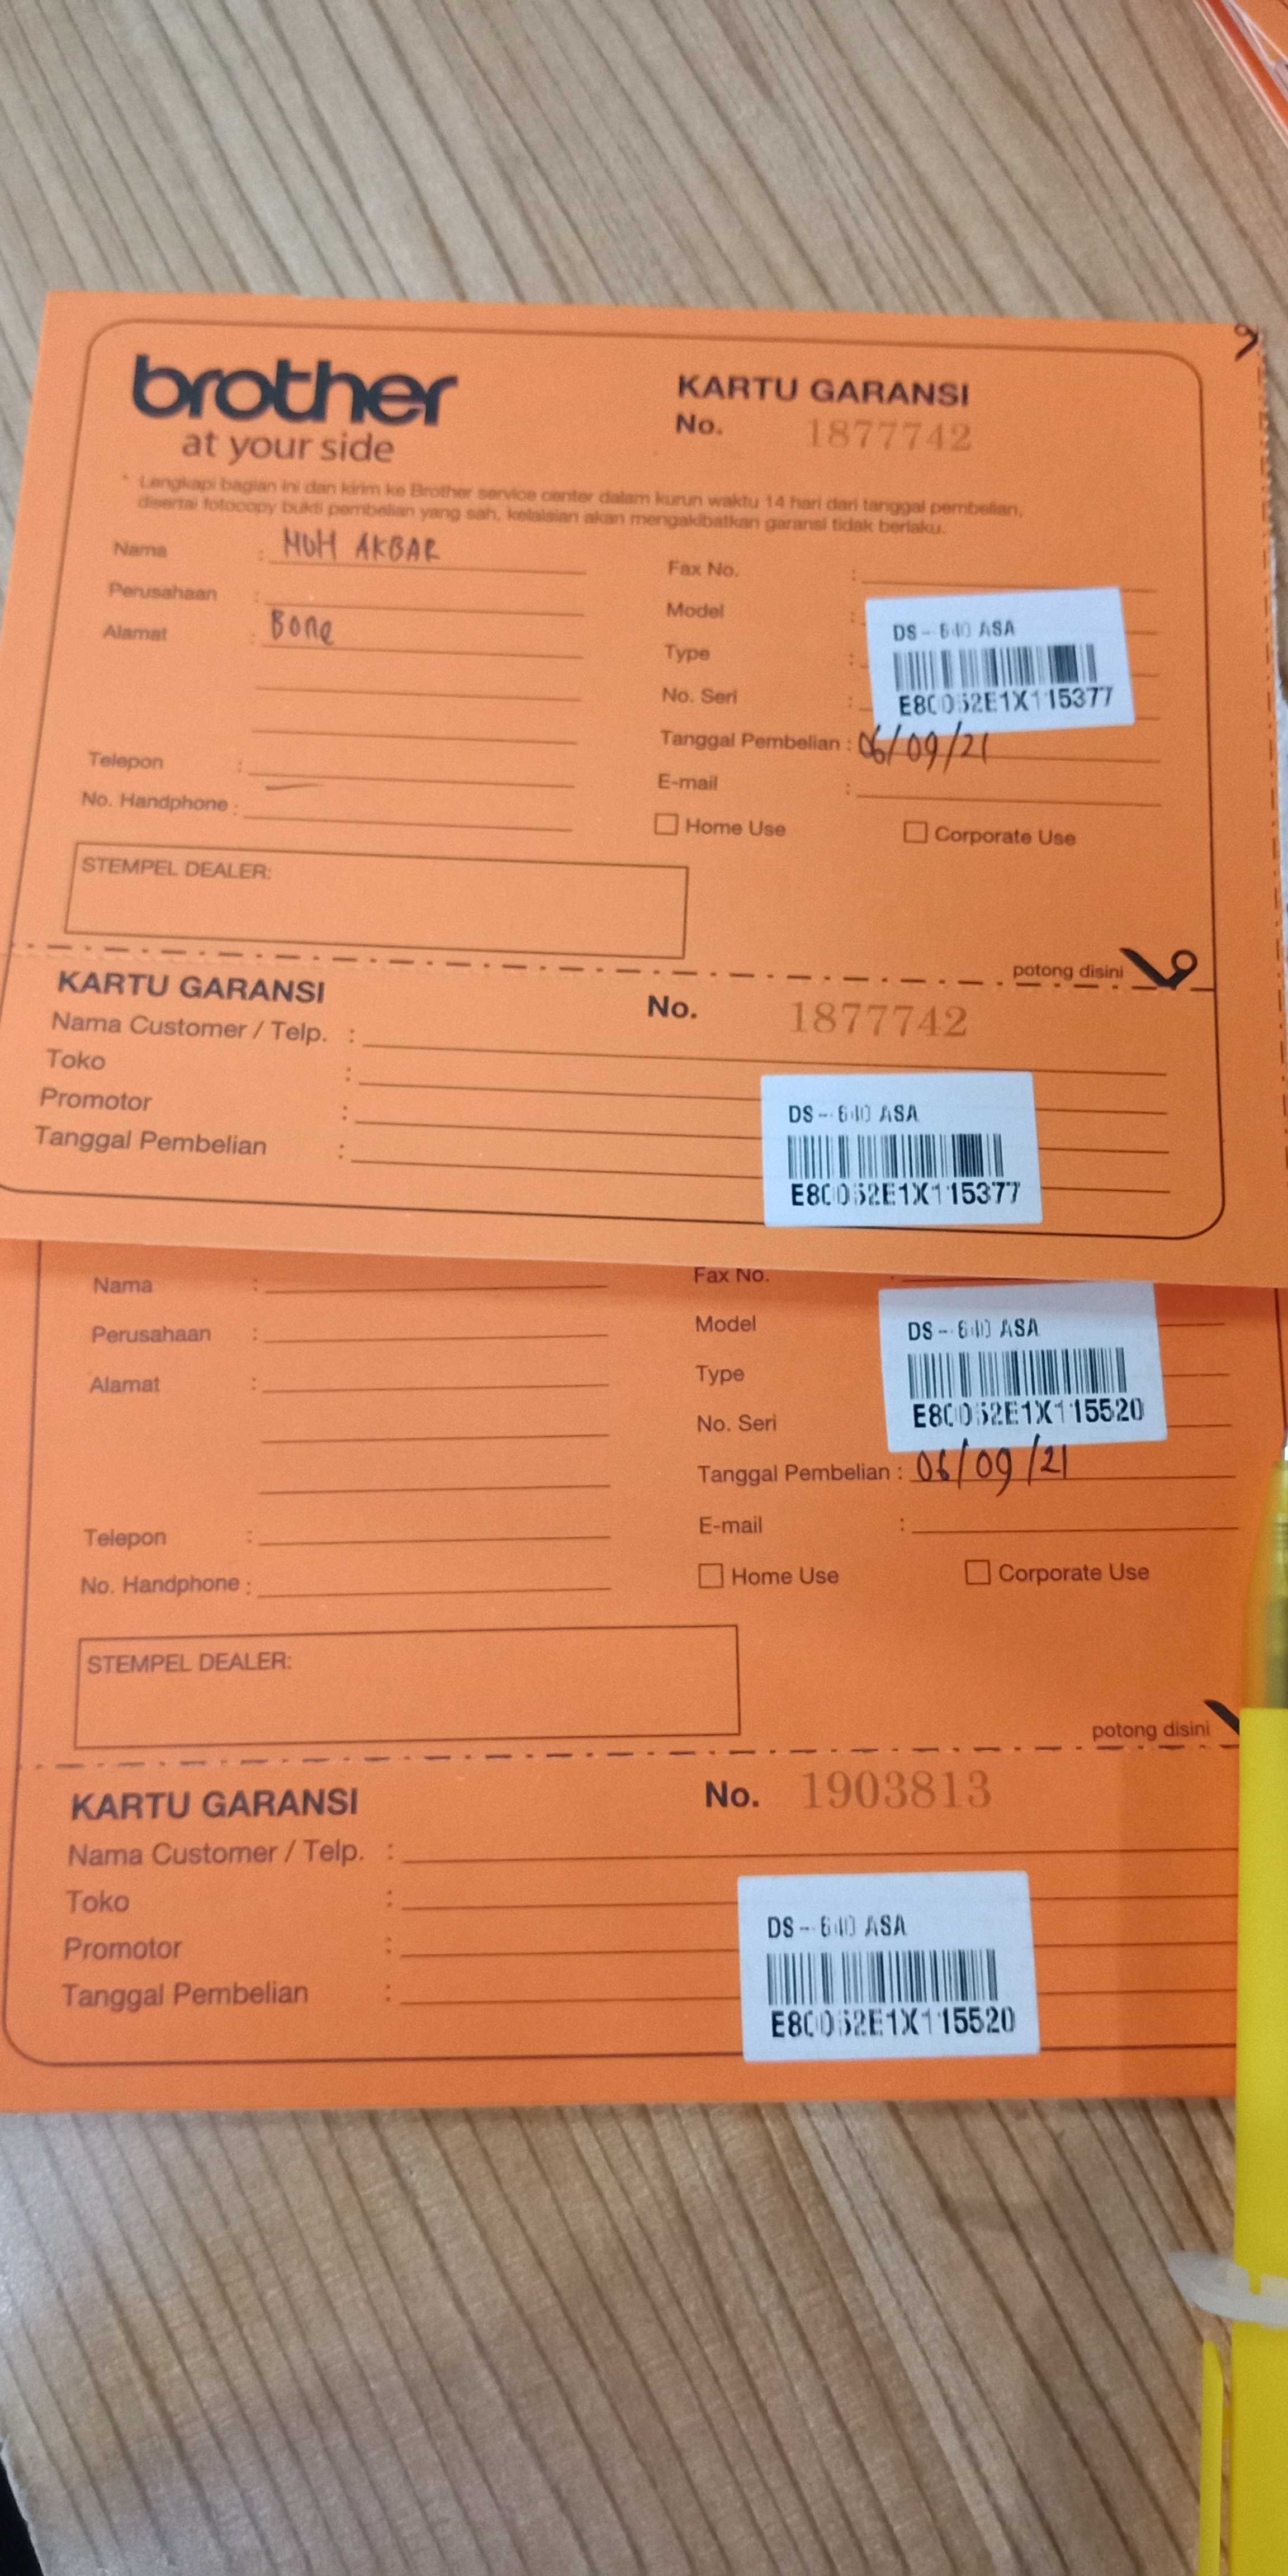 brother
at your side
KARTU GARANSI
No. 1877742
* Lengkapi bagian ini dan kirim ke Brother service center dalam kurun waktu 14 hari dari tanggal pembelian,
disertai fotocopy bukti pembelian yang sah, kelalaian akan mengakibatkan garansi tidak berlaku.
Nama : MUH AKBAR
Perusahaan :
Alamat : Bone
Telepon :
No. Handphone :
Fax No. :
Model :
Type :
No. Seri :
DS-640 ASA
E80052E1X115377
Tanggal Pembelian : 06/09/21
E-mail :
Home Use
Corporate Use
STEMPEL DEALER:
potong disini
KARTU GARANSI
No. 1877742
Nama Customer / Telp. :
Toko :
Promotor :
Tanggal Pembelian :
DS-640 ASA
E80052E1X115377
Nama :
Perusahaan :
Alamat :
Telepon :
No. Handphone :
Fax No.
Model
Type
No. Seri
DS-640 ASA
E80052E1X115520
Tanggal Pembelian : 06/09/21
E-mail :
Home Use
Corporate Use
STEMPEL DEALER:
potong disini
KARTU GARANSI
No. 1903813
Nama Customer / Telp. :
Toko :
Promotor :
Tanggal Pembelian :
DS-640 ASA
E80052E1X115520